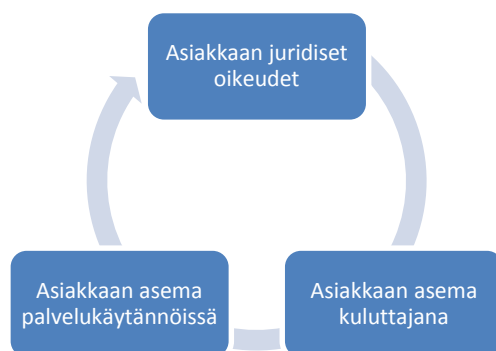 Asiakkaan juridiset
oikeudet
Asiakkaan asema
kuluttajana
Asiakkaan asema
palvelukäytännöissä